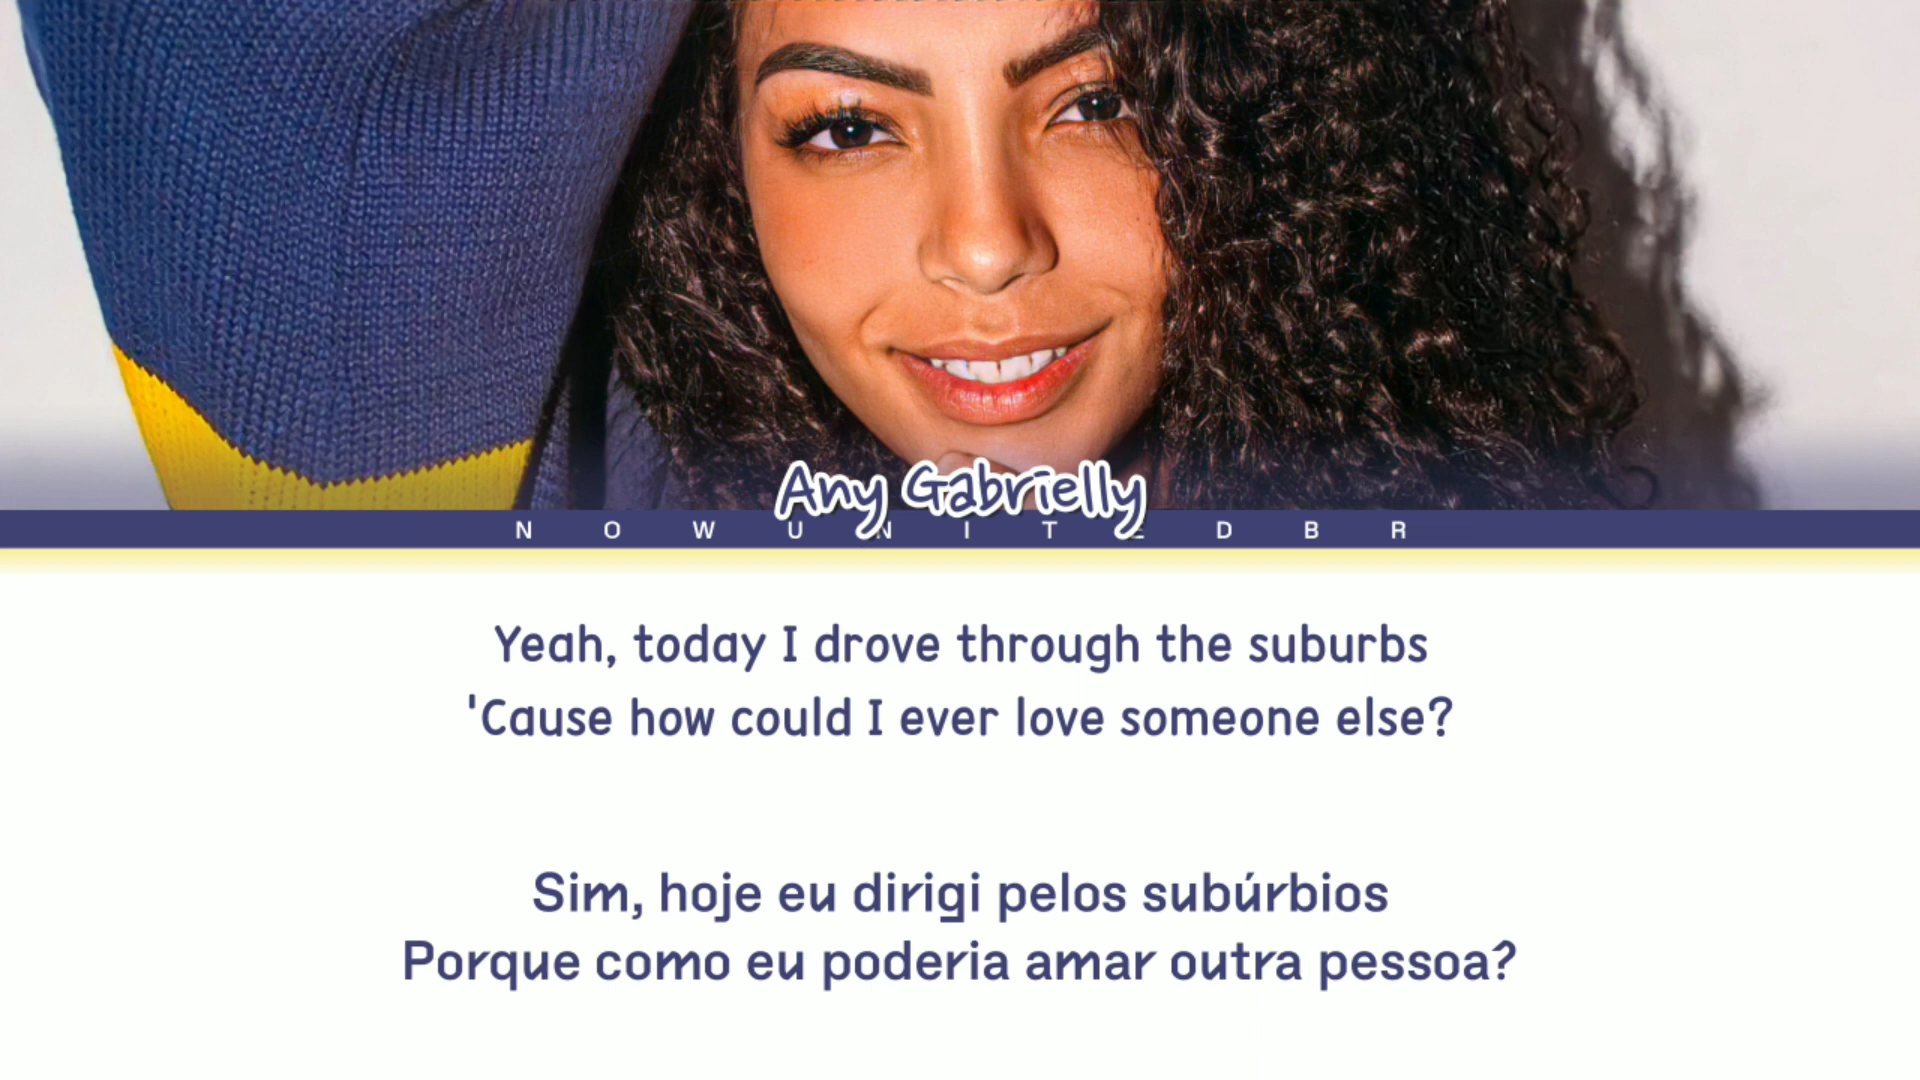 Any Gabrielly
NOWUNITEDBR
Yeah, today I drove through the suburbs
'Cause how could I ever love someone else?
Sim, hoje eu dirigi pelos subúrbios
Porque como eu poderia amar outra pessoa?